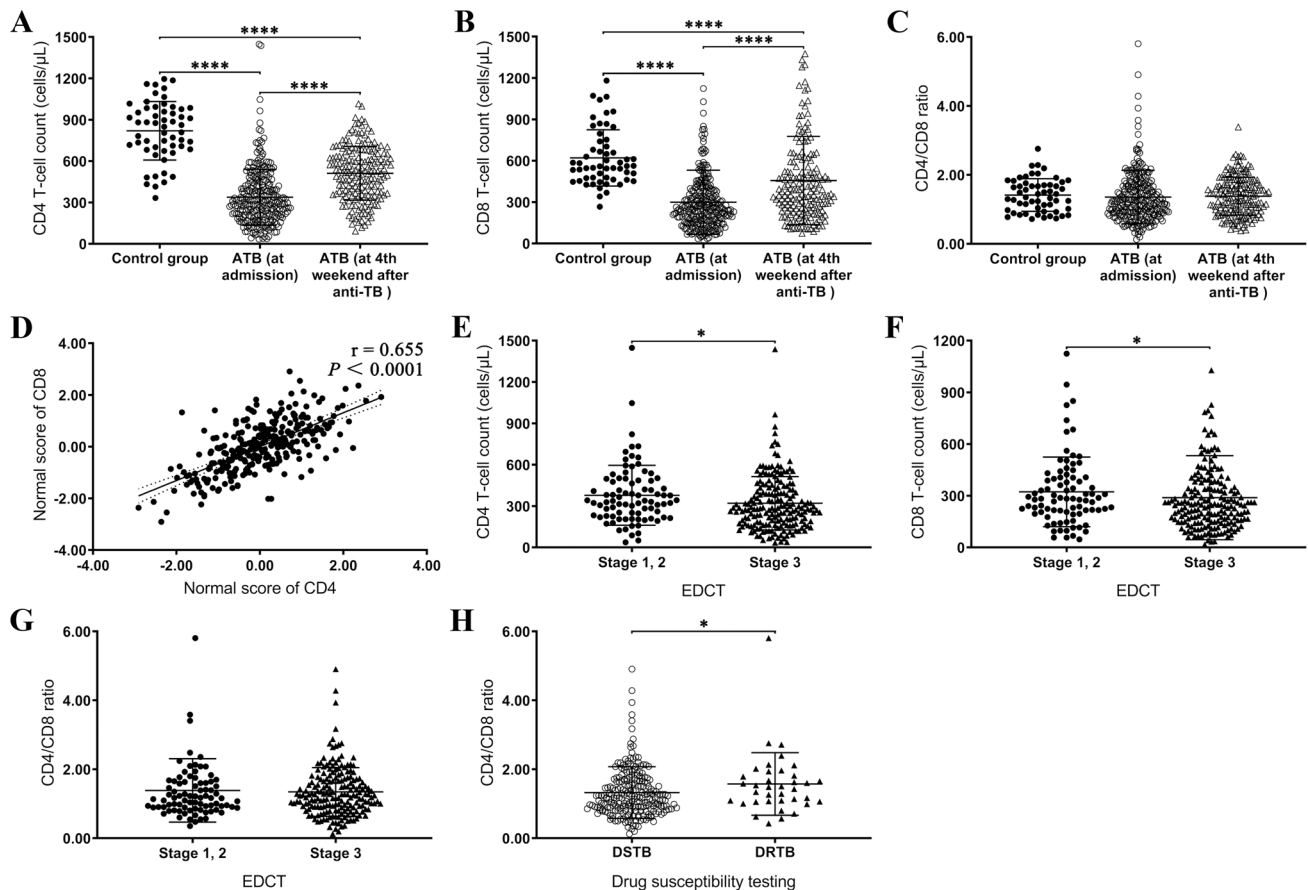 A
CD4 T-cell count (cells/μL)
1500
1200
900
600
300
0
****
****
****
Control group
ATB (at
admission)
ATB (at 4th
weekend after
anti-TB )
B
CD8 T-cell count (cells/μL)
1500
1200
900
600
300
0
****
****
****
Control group
ATB (at
admission)
ATB (at 4th
weekend after
anti-TB )
C
CD4/CD8 ratio
6.00
4.00
2.00
0.00
Control group
ATB (at
admission)
ATB (at 4th
weekend after
anti-TB )
D
Normal score of CD8
4.00
2.00
0.00
-2.00
-4.00
r = 0.655
P < 0.0001
-4.00 -2.00 0.00 2.00 4.00
Normal score of CD4
E
CD4 T-cell count (cells/μL)
1500
1200
900
600
300
0
*
Stage 1, 2 Stage 3
EDCT
F
CD8 T-cell count (cells/μL)
1200
900
600
300
0
*
Stage 1, 2 Stage 3
EDCT
G
CD4/CD8 ratio
6.00
4.00
2.00
0.00
Stage 1, 2 Stage 3
EDCT
H
CD4/CD8 ratio
6.00
4.00
2.00
0.00
*
DSTB DRTB
Drug susceptibility testing